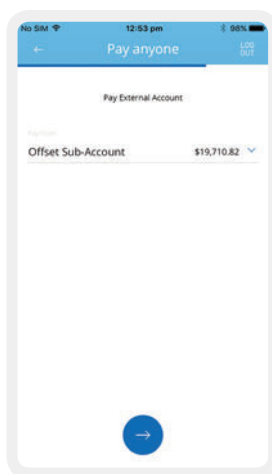 No SIM 12:53 pm 98%
Pay anyone LOG OUT
Pay External Account
Offset Sub-Account $19,710.82